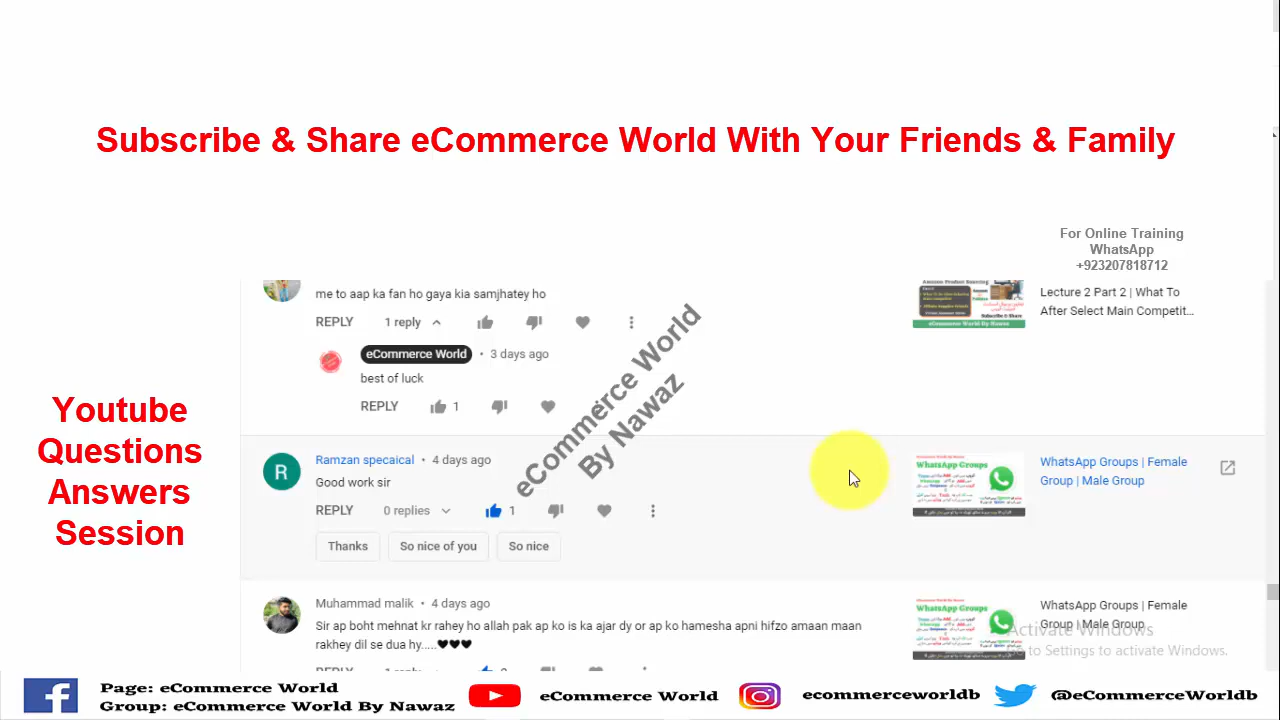 Subscribe & Share eCommerce World With Your Friends & Family
For Online Training
WhatsApp
+923207818712
me to aap ka fan ho gaya kia samjhatey ho
REPLY 1 reply
eCommerce World • 3 days ago
best of luck
REPLY 1
Lecture 2 Part 2 | What To
After Select Main Competit...
eCommerce World
By Nawaz
Youtube
Questions
Answers
Session
R
Ramzan specaical • 4 days ago
Good work sir
REPLY 0 replies 1
Thanks So nice of you So nice
WhatsApp Groups
WhatsApp Groups | Female
Group | Male Group
Muhammad malik • 4 days ago
Sir ap boht mehnat kr rahey ho allah pak ap ko is ka ajar dy or ap ko hamesha apni hifzo amaan maan
rakhey dil se dua hy.....♥♥♥
REPLY 1 reply
WhatsApp Groups
WhatsApp Groups | Female
Group | Male Group
Activate Windows
Go to Settings to activate Windows.
Page: eCommerce World
Group: eCommerce World By Nawaz
eCommerce World
ecommerceworldb
@eCommerceWorldb